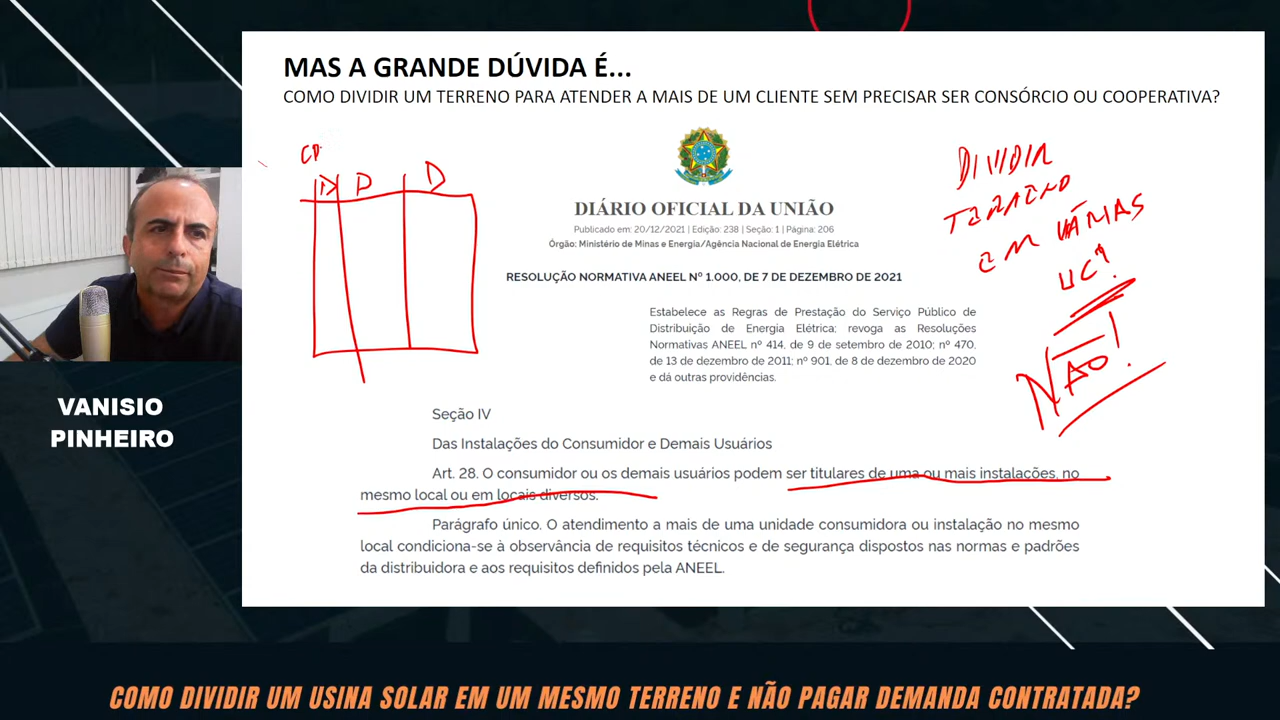 MAS A GRANDE DÚVIDA É...
COMO DIVIDIR UM TERRENO PARA ATENDER A MAIS DE UM CLIENTE SEM PRECISAR SER CONSÓRCIO OU COOPERATIVA?
D
D
DIVIDIR
TERRENO
EM VÁRIAS
UC?
NÃO!
DIÁRIO OFICIAL DA UNIÃO
Publicado em: 20/12/2021 | Edição: 238 | Seção: 1 | Página: 206
Órgão: Ministério de Minas e Energia/Agência Nacional de Energia Elétrica
RESOLUÇÃO NORMATIVA ANEEL Nº 1.000, DE 7 DE DEZEMBRO DE 2021
Estabelece as Regras de Prestação do Serviço Público de
Distribuição de Energia Elétrica; revoga as Resoluções
Normativas ANEEL nº 414, de 9 de setembro de 2010; nº 470,
de 13 de dezembro de 2011; nº 901, de 8 de dezembro de 2020
e dá outras providências.
Seção IV
Das Instalações do Consumidor e Demais Usuários
Art. 28. O consumidor ou os demais usuários podem ser titulares de uma ou mais instalações, no
mesmo local ou em locais diversos.
Parágrafo único. O atendimento a mais de uma unidade consumidora ou instalação no mesmo
local condiciona-se à observância de requisitos técnicos e de segurança dispostos nas normas e padrões
da distribuidora e aos requisitos definidos pela ANEEL.
VANISIO
PINHEIRO
COMO DIVIDIR UM USINA SOLAR EM UM MESMO TERRENO E NÃO PAGAR DEMANDA CONTRATADA?